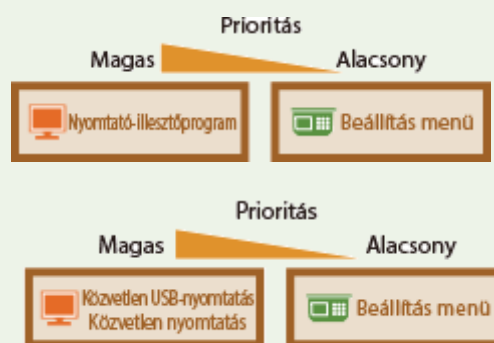 Prioritás
Magas Alacsony
Nyomtató-illesztőprogram Beállítás menü
Prioritás
Magas Alacsony
Közvetlen USB-nyomtatás
Közvetlen nyomtatás Beállítás menü